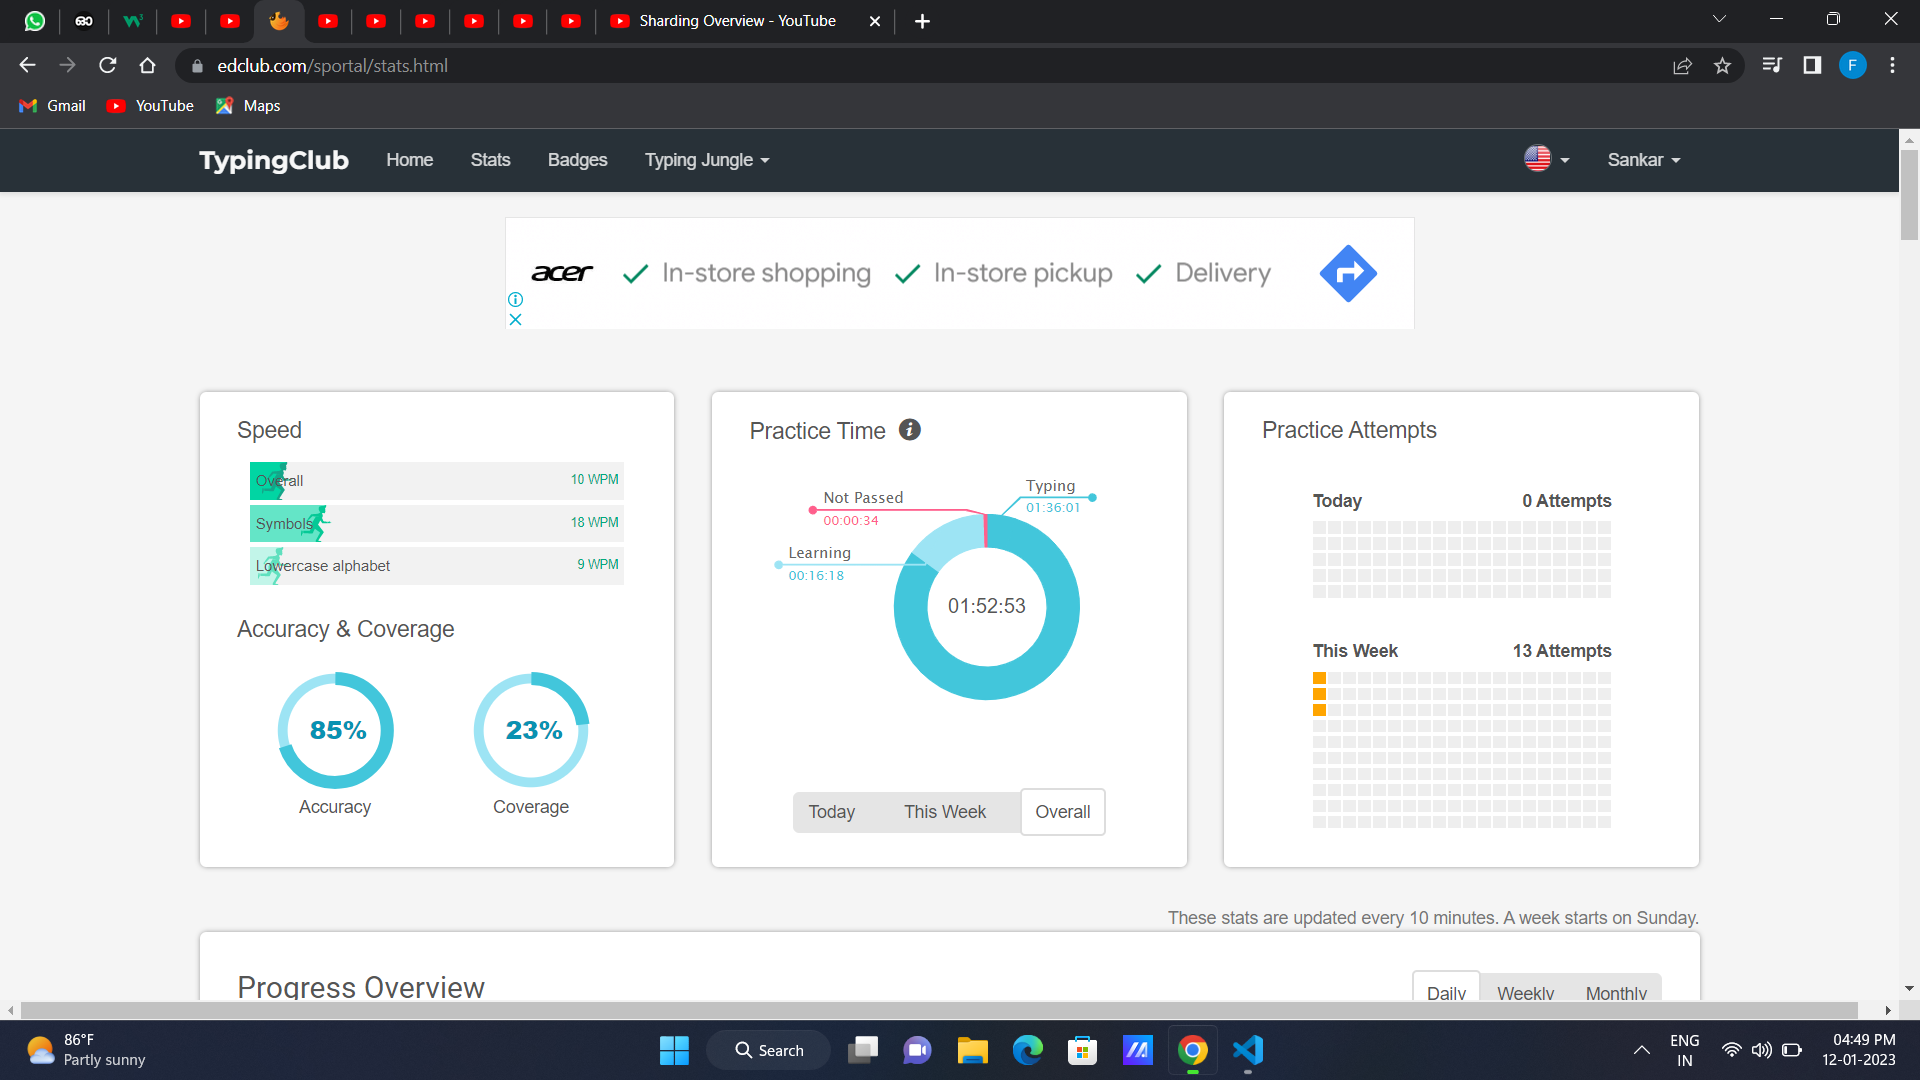 Sharding Overview - YouTube
edclub.com/sportal/stats.html
F
Gmail
YouTube
Maps
TypingClub
Home
Stats
Badges
Typing Jungle
Sankar
acer
In-store shopping
In-store pickup
Delivery
Speed
Overall
10 WPM
Symbols
18 WPM
Lowercase alphabet
9 WPM
Accuracy & Coverage
85%
23%
Accuracy
Coverage
Practice Time
Typing
01:36:01
Not Passed
00:00:34
Learning
00:16:18
01:52:53
Today
This Week
Overall
Practice Attempts
Today
0 Attempts
This Week
13 Attempts
These stats are updated every 10 minutes. A week starts on Sunday.
Progress Overview
Daily
Weekly
Monthly
86°F
Partly sunny
Search
ENG
IN
04:49 PM
12-01-2023